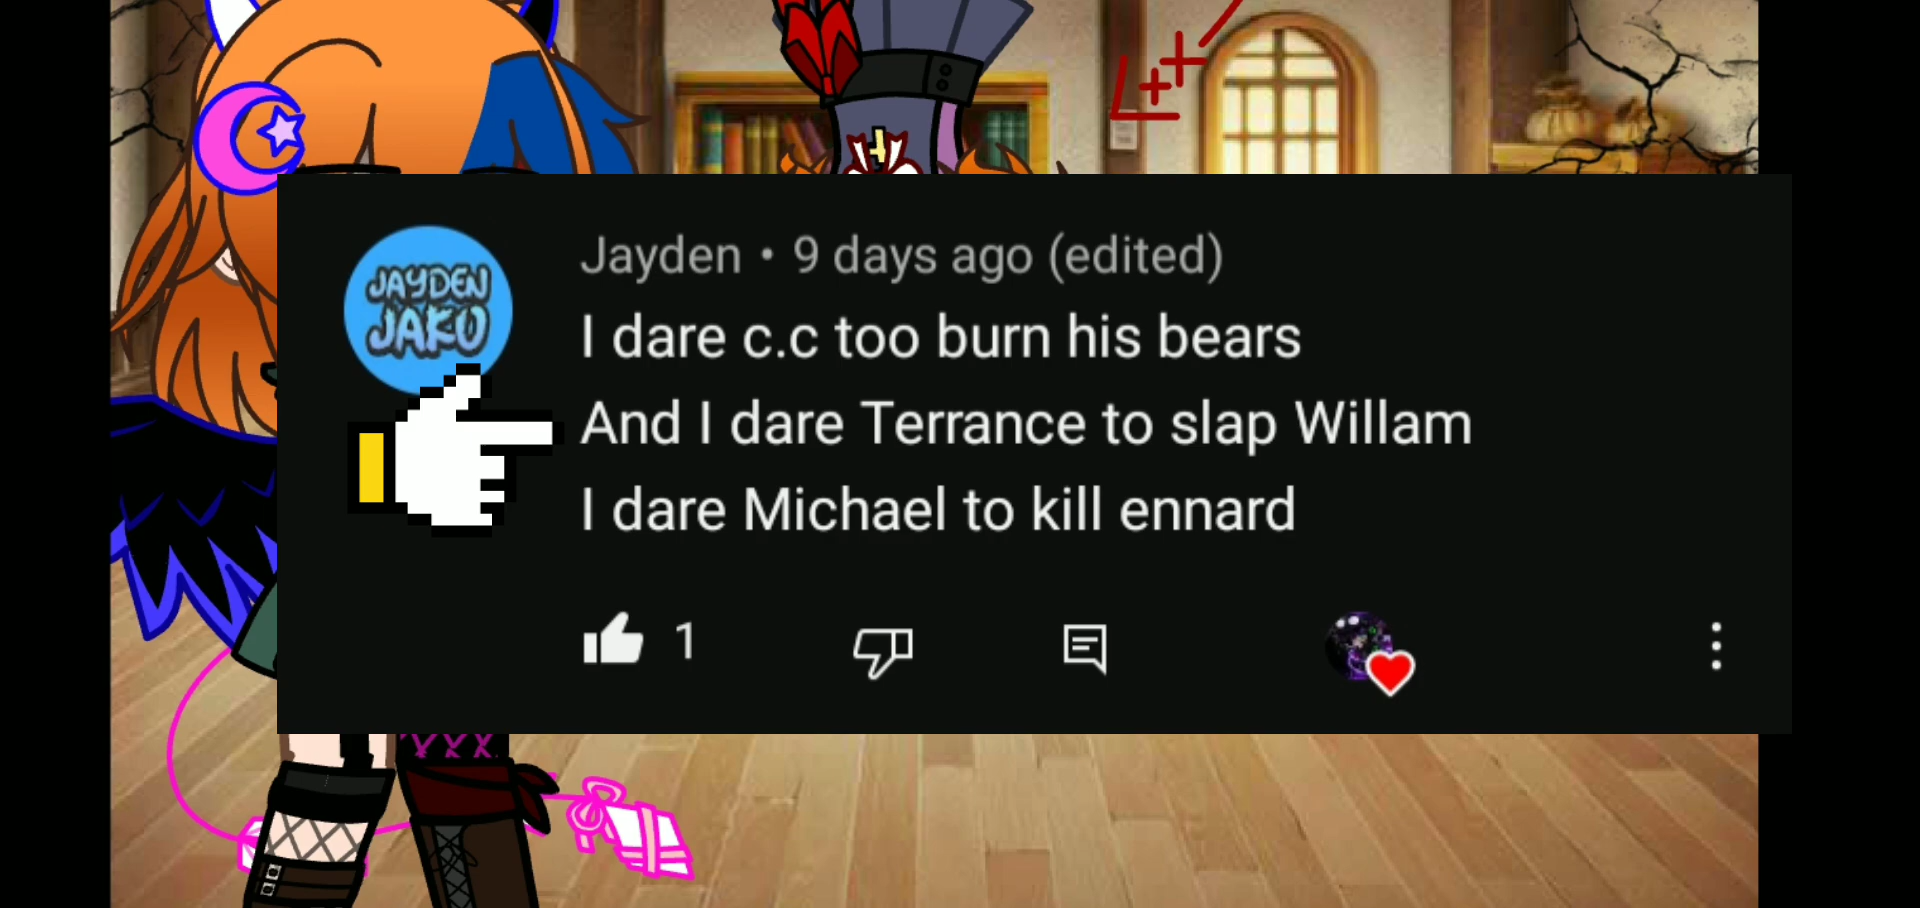 JAYDEN
JAKU
Jayden • 9 days ago (edited)
I dare c.c too burn his bears
And I dare Terrance to slap Willam
I dare Michael to kill ennard
1